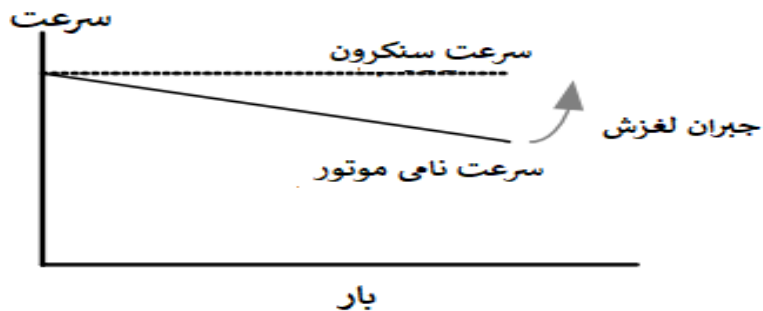 سرعت
سرعت سنکرون
جبران لغزش
سرعت نامی موتور
بار